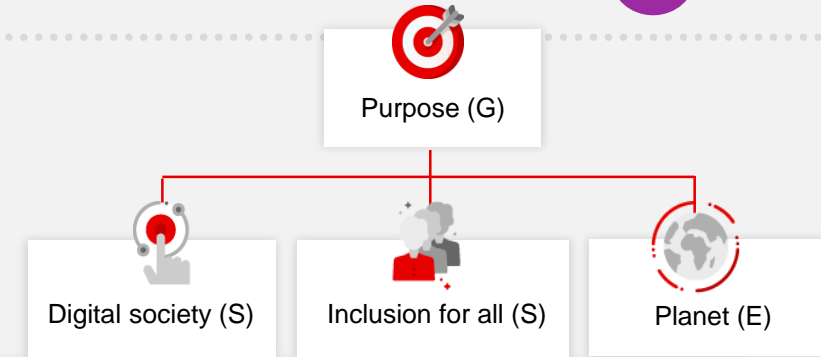 Purpose (G)
Digital society (S)
Inclusion for all (S)
Planet (E)